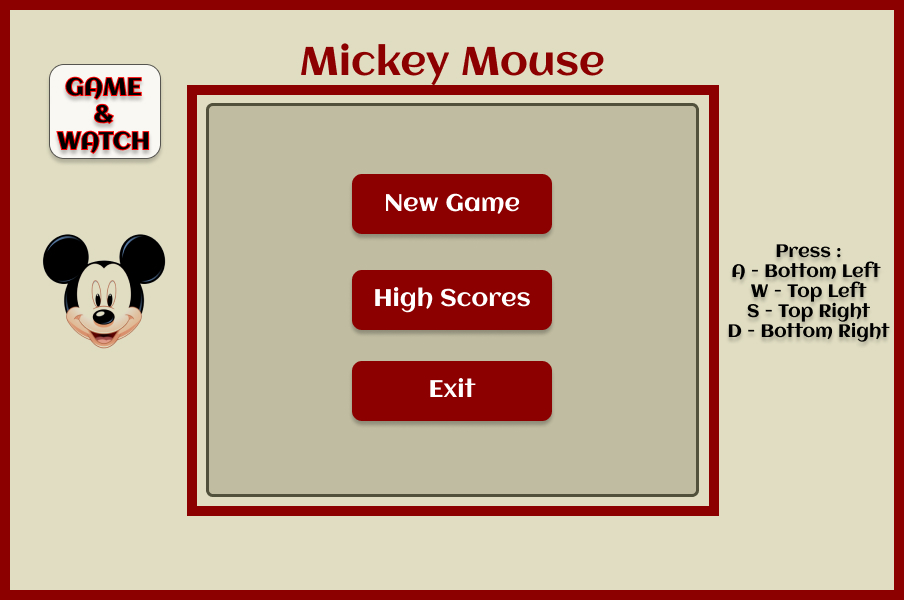 Mickey Mouse
GAME
&
WATCH
New Game
High Scores
Exit
Press :
A - Bottom Left
W - Top Left
S - Top Right
D - Bottom Right